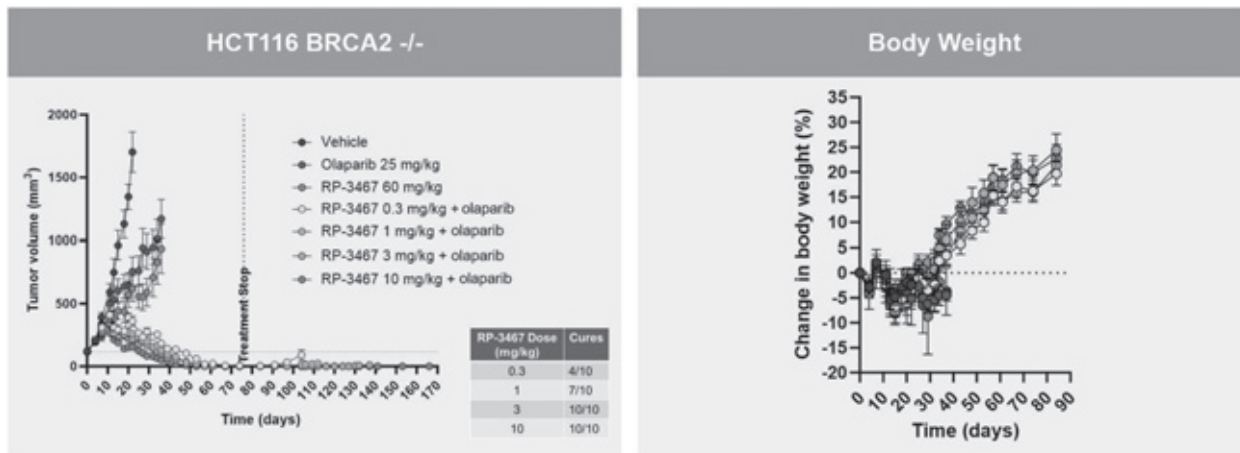 HCT116 BRCA2 -/-
Tumor volume (mm³)
2000
1500
1000
500
0
0 10 20 30 40 50 60 70 80 90 100 110 120 130 140 150 160 170
Time (days)
Treatment Stop
Vehicle
Olaparib 25 mg/kg
RP-3467 60 mg/kg
RP-3467 0.3 mg/kg + olaparib
RP-3467 1 mg/kg + olaparib
RP-3467 3 mg/kg + olaparib
RP-3467 10 mg/kg + olaparib
RP-3467 Dose Cures
(mg/kg)
0.3 4/10
1 7/10
3 10/10
10 10/10
Body Weight
Change in body weight (%)
35
30
25
20
15
10
5
0
-5
-10
-15
-20
0 10 20 30 40 50 60 70 80 90
Time (days)